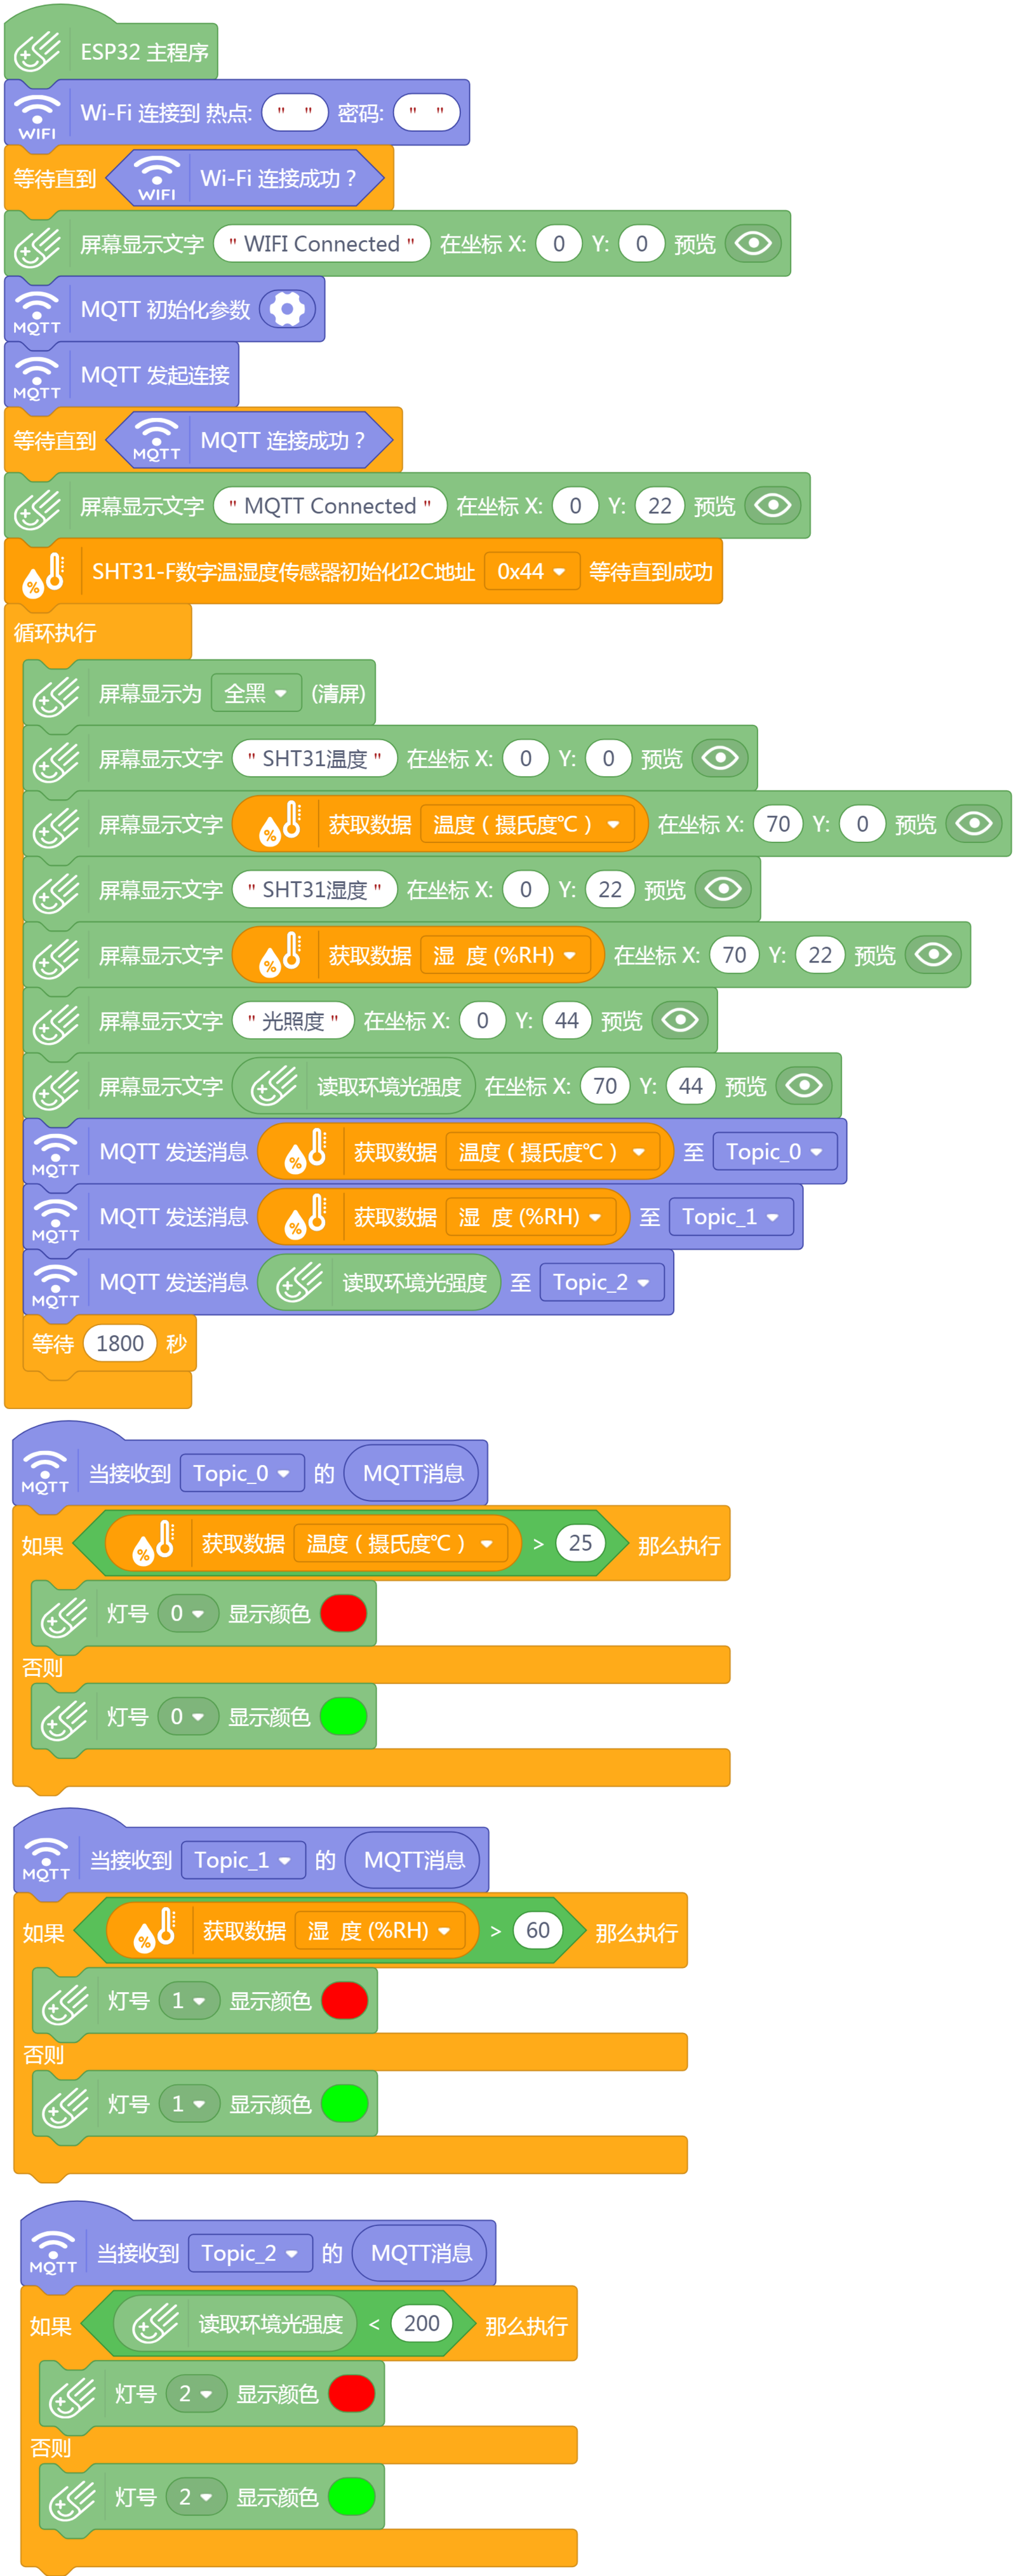 ESP32 主程序
WIFI Wi-Fi 连接到 热点: " " 密码: " "
等待直到 WIFI Wi-Fi 连接成功？
屏幕显示文字 " WIFI Connected " 在坐标 X: 0 Y: 0 预览
MQTT MQTT 初始化参数
MQTT MQTT 发起连接
等待直到 MQTT MQTT 连接成功？
屏幕显示文字 " MQTT Connected " 在坐标 X: 0 Y: 22 预览
% SHT31-F数字温湿度传感器初始化I2C地址 0x44 等待直到成功
循环执行
屏幕显示为 全黑 (清屏)
屏幕显示文字 " SHT31温度 " 在坐标 X: 0 Y: 0 预览
屏幕显示文字 % 获取数据 温度（摄氏度℃） 在坐标 X: 70 Y: 0 预览
屏幕显示文字 " SHT31湿度 " 在坐标 X: 0 Y: 22 预览
屏幕显示文字 % 获取数据 湿 度 (%RH) 在坐标 X: 70 Y: 22 预览
屏幕显示文字 " 光照度 " 在坐标 X: 0 Y: 44 预览
屏幕显示文字 读取环境光强度 在坐标 X: 70 Y: 44 预览
MQTT MQTT 发送消息 % 获取数据 温度（摄氏度℃） 至 Topic_0
MQTT MQTT 发送消息 % 获取数据 湿 度 (%RH) 至 Topic_1
MQTT MQTT 发送消息 读取环境光强度 至 Topic_2
等待 1800 秒
MQTT 当接收到 Topic_0 的 MQTT消息
如果 % 获取数据 温度（摄氏度℃） > 25 那么执行
灯号 0 显示颜色
否则
灯号 0 显示颜色
MQTT 当接收到 Topic_1 的 MQTT消息
如果 % 获取数据 湿 度 (%RH) > 60 那么执行
灯号 1 显示颜色
否则
灯号 1 显示颜色
MQTT 当接收到 Topic_2 的 MQTT消息
如果 读取环境光强度 < 200 那么执行
灯号 2 显示颜色
否则
灯号 2 显示颜色